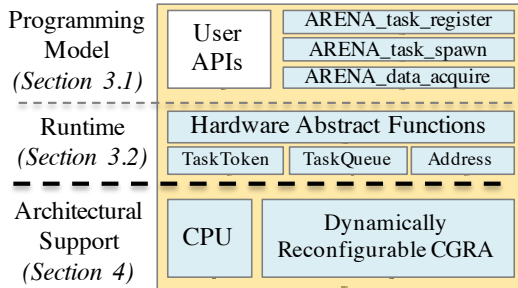 Programming
Model
(Section 3.1)
User
APIs
ARENA_task_register
ARENA_task_spawn
ARENA_data_acquire
Runtime
(Section 3.2)
Hardware Abstract Functions
TaskToken
TaskQueue
Address
Architectural
Support
(Section 4)
CPU
Dynamically
Reconfigurable CGRA